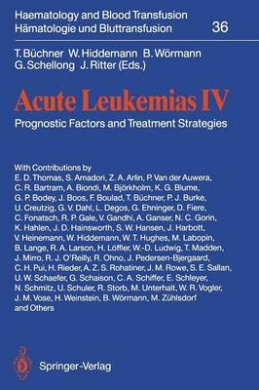 Haematology and Blood Transfusion
Hämatologie und Bluttransfusion
36
T. Büchner W. Hiddemann B. Wörmann
G. Schellong J. Ritter (Eds.)
Acute Leukemias IV
Prognostic Factors and Treatment Strategies
With Contributions by
E. D. Thomas, S. Amadori, Z. A. Arlin, P. Van der Auwera,
C. R. Bartram, A. Biondi, M. Björkholm, K. G. Blume,
G. P. Bodey, J. Boos, F. Boulad, T. Büchner, P. J. Burke,
U. Creutzig, G. V. Dahl, L. Degos, G. Ehninger, D. Fiere,
C. Fonatsch, R. P. Gale, V. Gandhi, A. Ganser, N. C. Gorin,
K. Kahlen, J. D. Hainsworth, S. W. Hansen, J. Harbott,
V. Heinemann, W. Hiddemann, W. T. Hughes, M. Labopin,
B. Lange, R. A. Larson, H. Löffler, W.-D. Ludwig, T. Madden,
J. Mirro, R. J. O'Reilly, R. Ohno, J. Pedersen-Bjergaard,
C. H. Pui, H. Rieder, A. Z. S. Rohatiner, J. M. Rowe, S. E. Sallan,
U. W. Schaefer, G. Schaison, C. A. Schiffer, E. Schleyer,
N. Schmitz, U. Schuler, R. Storb, M. Unterhalt, W. R. Vogler,
J. M. Vose, H. Weinstein, B. Wörmann, M. Zühlsdorf
and Others
Springer-Verlag